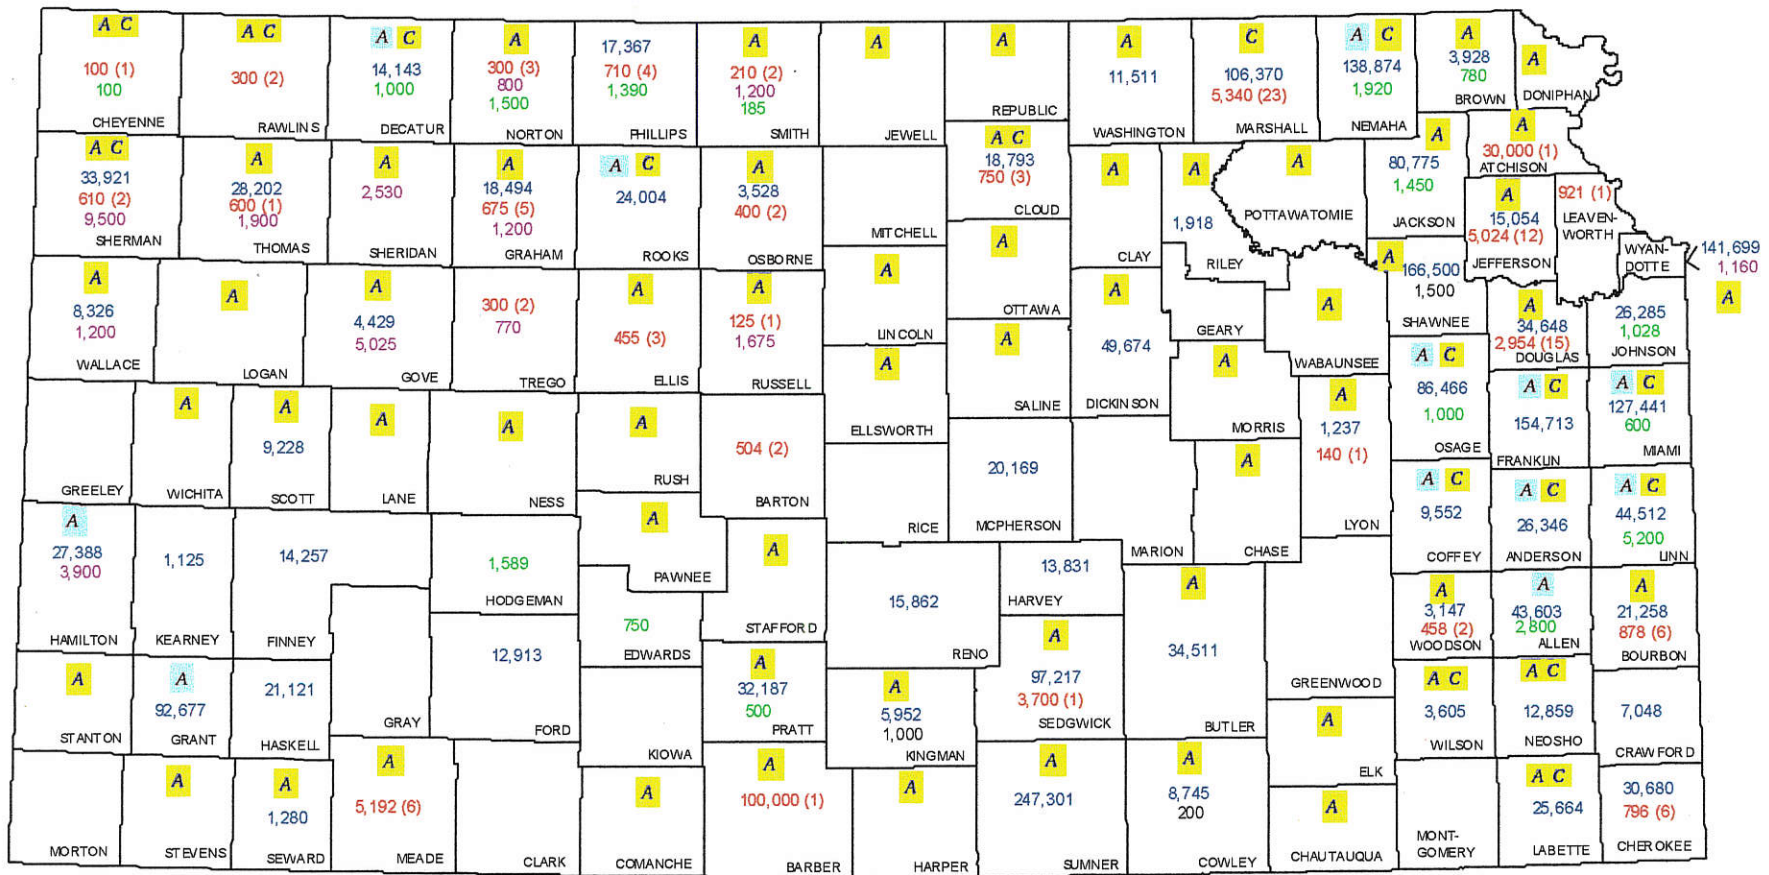 A C
100 (1)
100
CHEYENNE
A C
300 (2)
RAWLINS
A C
14,143
1,000
DECATUR
A
300 (3)
800
1,500
NORTON
17,367
710 (4)
1,390
PHILLIPS
A
210 (2)
1,200
185
SMITH
A
JEWELL
A
REPUBLIC
A
11,511
WASHINGTON
C
106,370
5,340 (23)
MARSHALL
A C
138,874
1,920
NEMAHA
A
3,928
780
BROWN
A
DONIPHAN
A C
33,921
610 (2)
9,500
SHERMAN
A
28,202
600 (1)
1,900
THOMAS
A
2,530
SHERIDAN
A
18,494
675 (5)
1,200
GRAHAM
A C
24,004
ROOKS
A
3,528
400 (2)
OSBORNE
MITCHELL
A C
18,793
750 (3)
CLOUD
A
CLAY
A
1,918
RILEY
A
POTTAWATOMIE
A
80,775
1,450
JACKSON
A
30,000 (1)
ATCHISON
A
15,054
5,024 (12)
JEFFERSON
921 (1)
LEAVEN-
WORTH
WYAN-
DOTTE
141,699
1,160
A
A
8,326
1,200
WALLACE
A
LOGAN
A
4,429
5,025
GOVE
300 (2)
770
TREGO
A
455 (3)
ELLIS
A
125 (1)
1,675
RUSSELL
A
LINCOLN
A
OTTAWA
A
49,674
DICKINSON
GEARY
A
WABAUNSEE
A
166,500
1,500
SHAWNEE
A
34,648
2,954 (15)
DOUGLAS
26,285
1,028
JOHNSON
GREELEY
A
WICHITA
A
9,228
SCOTT
A
LANE
A
NESS
A
RUSH
504 (2)
BARTON
A
ELLSWORTH
A
SALINE
A
MORRIS
A
1,237
140 (1)
LYON
A C
86,466
1,000
OSAGE
A C
154,713
FRANKLIN
A C
127,441
600
MIAMI
A
27,388
3,900
HAMILTON
1,125
KEARNEY
14,257
FINNEY
1,589
HODGEMAN
A
PAWNEE
A
STAFFORD
RICE
20,169
MCPHERSON
MARION
A
CHASE
A C
9,552
COFFEY
A C
26,346
ANDERSON
A C
44,512
5,200
LINN
GRAY
12,913
FORD
750
EDWARDS
15,862
RENO
13,831
HARVEY
A
34,511
BUTLER
GREENWOOD
A
3,147
458 (2)
WOODSON
A
43,603
2,800
ALLEN
A
21,258
878 (6)
BOURBON
A
STANTON
A
92,677
GRANT
21,121
HASKELL
KIOWA
A
32,187
500
PRATT
A
5,952
1,000
KINGMAN
A
97,217
3,700 (1)
SEDGWICK
A
ELK
A C
3,605
WILSON
A C
12,859
NEOSHO
7,048
CRAWFORD
MORTON
A
STEVENS
A
1,280
SEWARD
A
5,192 (6)
MEADE
CLARK
A
COMANCHE
A
100,000 (1)
BARBER
A
HARPER
A
247,301
SUMNER
A
8,745
200
COWLEY
A
CHAUTAUQUA
MONT-
GOMERY
A C
25,664
LABETTE
30,680
796 (6)
CHEROKEE